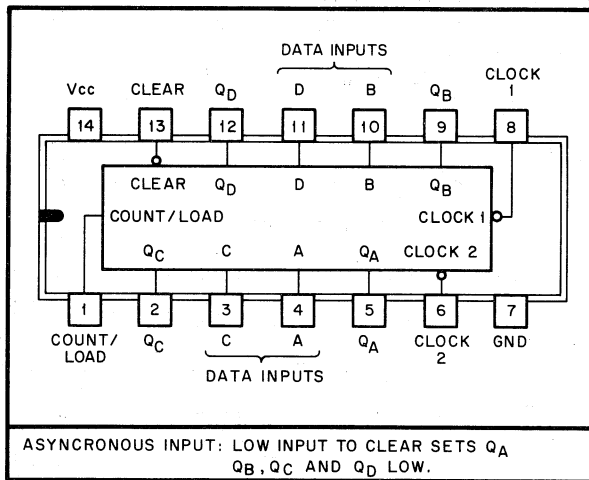 DATA INPUTS
CLOCK
1
Vcc CLEAR QD D B QB
14 13 12 11 10 9 8
CLEAR QD D B QB
COUNT/LOAD CLOCK 1
QC C A QA CLOCK 2
1 2 3 4 5 6 7
COUNT/
LOAD
QC C A QA CLOCK
2
GND
DATA INPUTS
ASYNCRONOUS INPUT: LOW INPUT TO CLEAR SETS QA
QB, QC AND QD LOW.